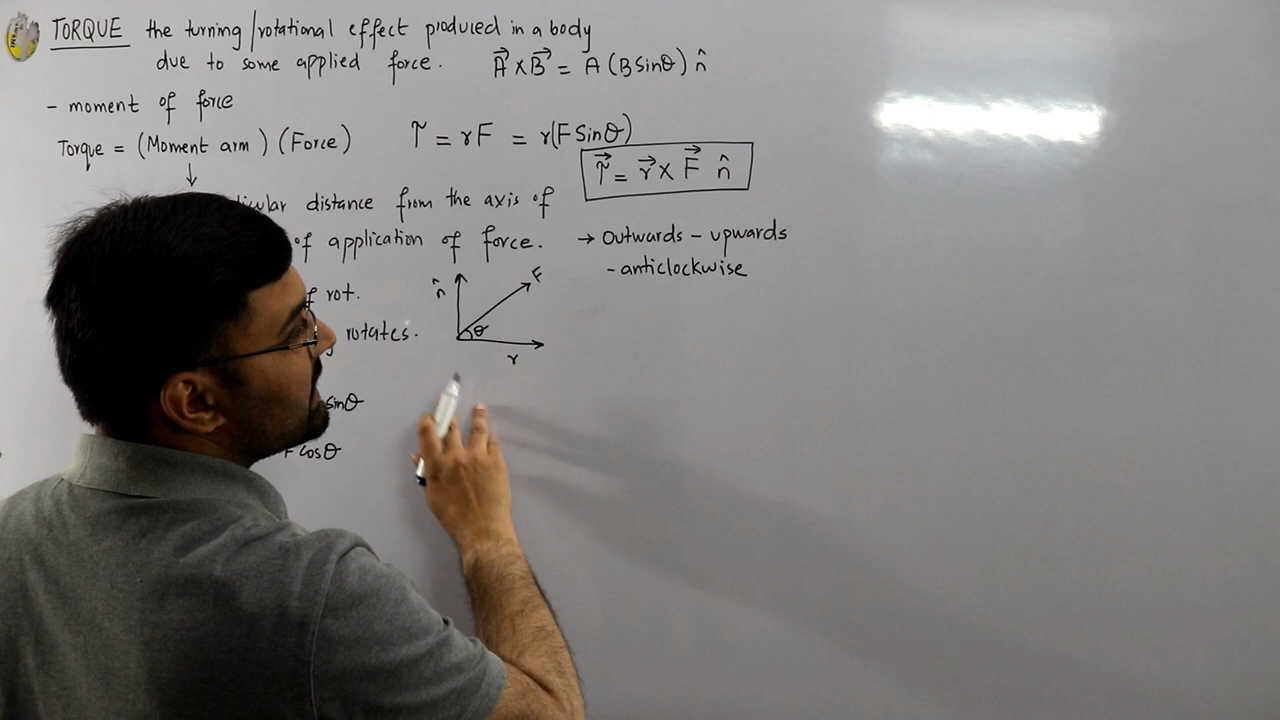 TORQUE the turning/rotational effect produced in a body
due to some applied force. A⃗ × B⃗ = A (B Sinθ) n̂
- moment of force
Torque = (Moment arm) (Force) τ = rF = r(F Sinθ)
↓
τ⃗ = r⃗ × F⃗ n̂
distance from the axis of
of application of force. → Outwards - upwards
- anticlockwise
n̂ F
rot.
rotates. θ
r
sinθ
F cosθ